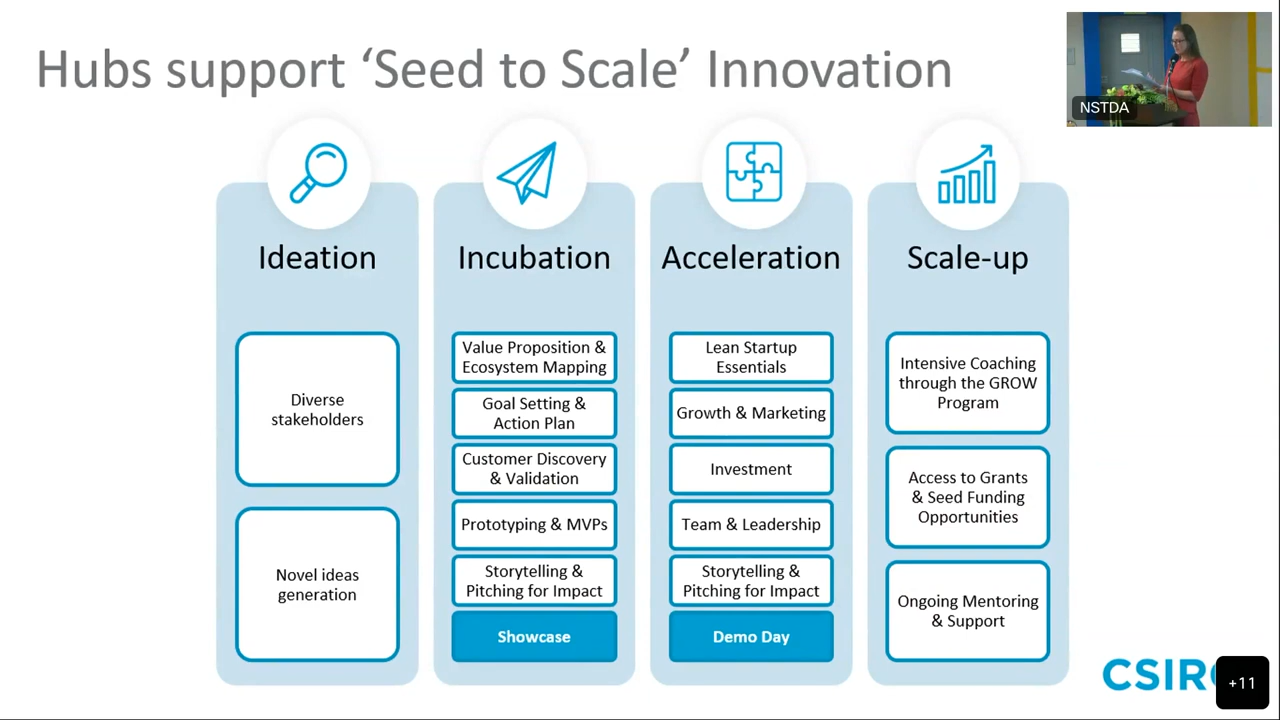 Hubs support ‘Seed to Scale’ Innovation
NSTDA
Ideation
Diverse
stakeholders
Novel ideas
generation
Incubation
Value Proposition &
Ecosystem Mapping
Goal Setting &
Action Plan
Customer Discovery
& Validation
Prototyping & MVPs
Storytelling &
Pitching for Impact
Showcase
Acceleration
Lean Startup
Essentials
Growth & Marketing
Investment
Team & Leadership
Storytelling &
Pitching for Impact
Demo Day
Scale-up
Intensive Coaching
through the GROW
Program
Access to Grants
& Seed Funding
Opportunities
Ongoing Mentoring
& Support
CSIR
+11